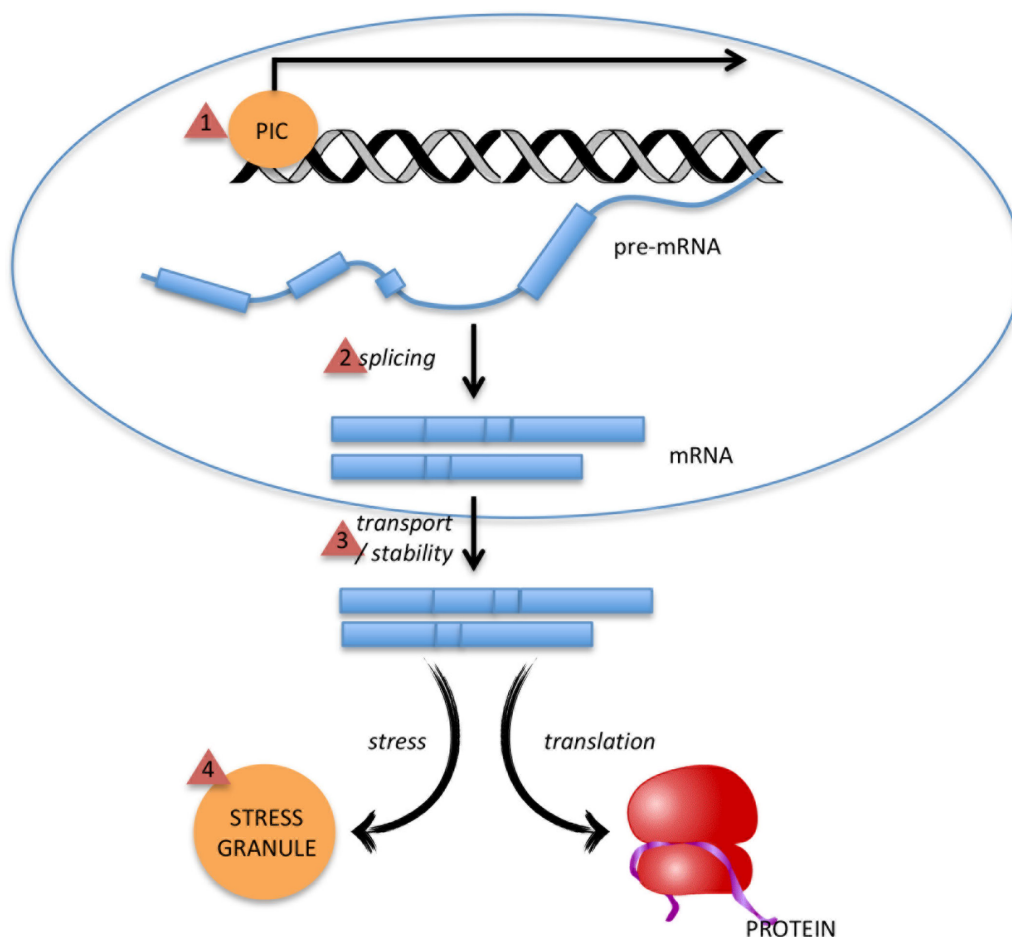 1
PIC
pre-mRNA
2 splicing
mRNA
transport
3
/ stability
stress
translation
4
STRESS
GRANULE
PROTEIN